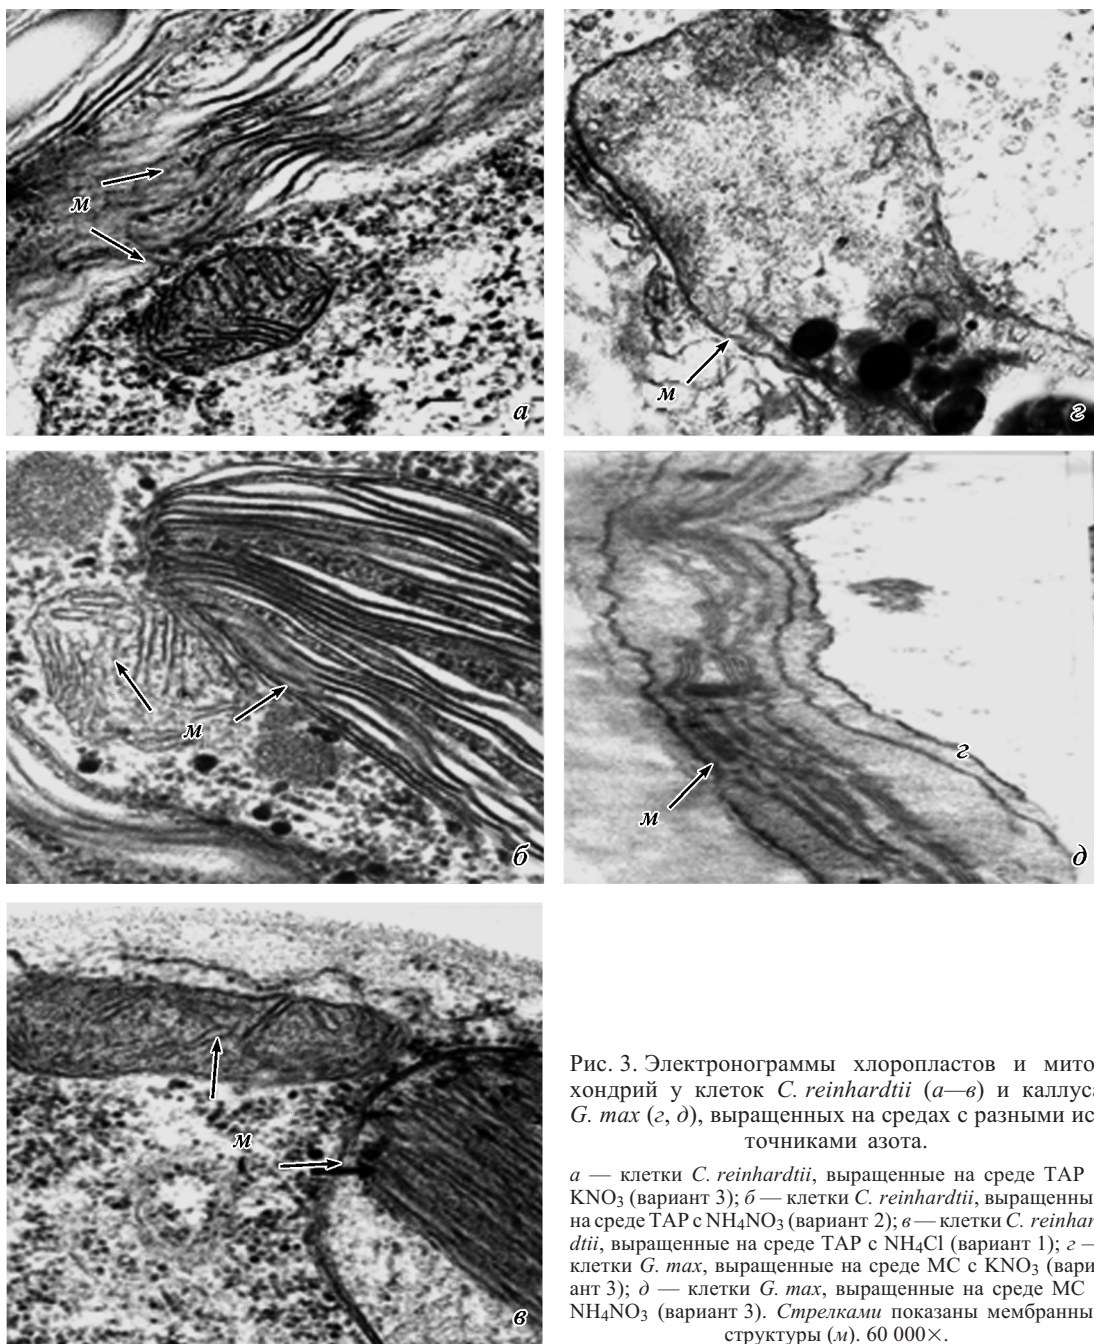 м
а
м
г
м
б
м
г
д
м
в
Рис. 3. Электронограммы хлоропластов и мито
хондрий у клеток C. reinhardtii (а—в) и каллуса
G. max (г, д), выращенных на средах с разными ис
точниками азота.
а — клетки C. reinhardtii, выращенные на среде TAP
KNO₃ (вариант 3); б — клетки C. reinhardtii, выращенны
на среде TAP с NH₄NO₃ (вариант 2); в — клетки C. reinhar
dtii, выращенные на среде TAP с NH₄Cl (вариант 1); г —
клетки G. max, выращенные на среде МС с KNO₃ (вари
ант 3); д — клетки G. max, выращенные на среде МС
NH₄NO₃ (вариант 3). Стрелками показаны мембранны
структуры (м). 60 000×.